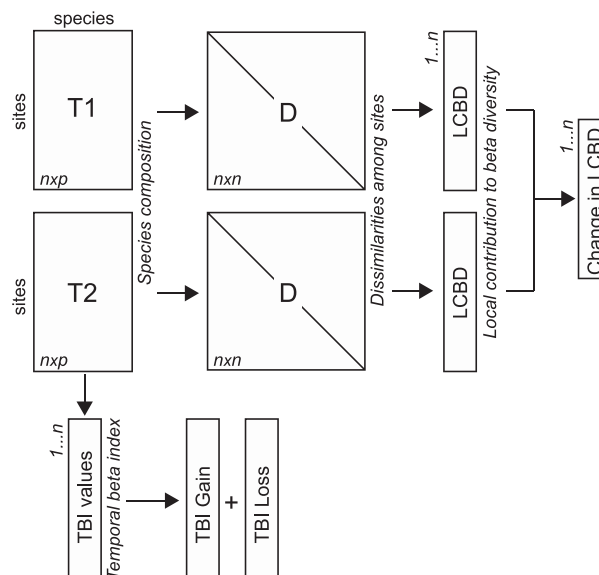 species
sites
T1
nxp
Species composition
D
nxn
Dissimilarities among sites
1...n
LCBD
Local contribution to beta diversity
1...n
Change in LCBD
sites
T2
nxp
D
nxn
LCBD
1...n
TBI values
Temporal beta index
TBI Gain
+
TBI Loss